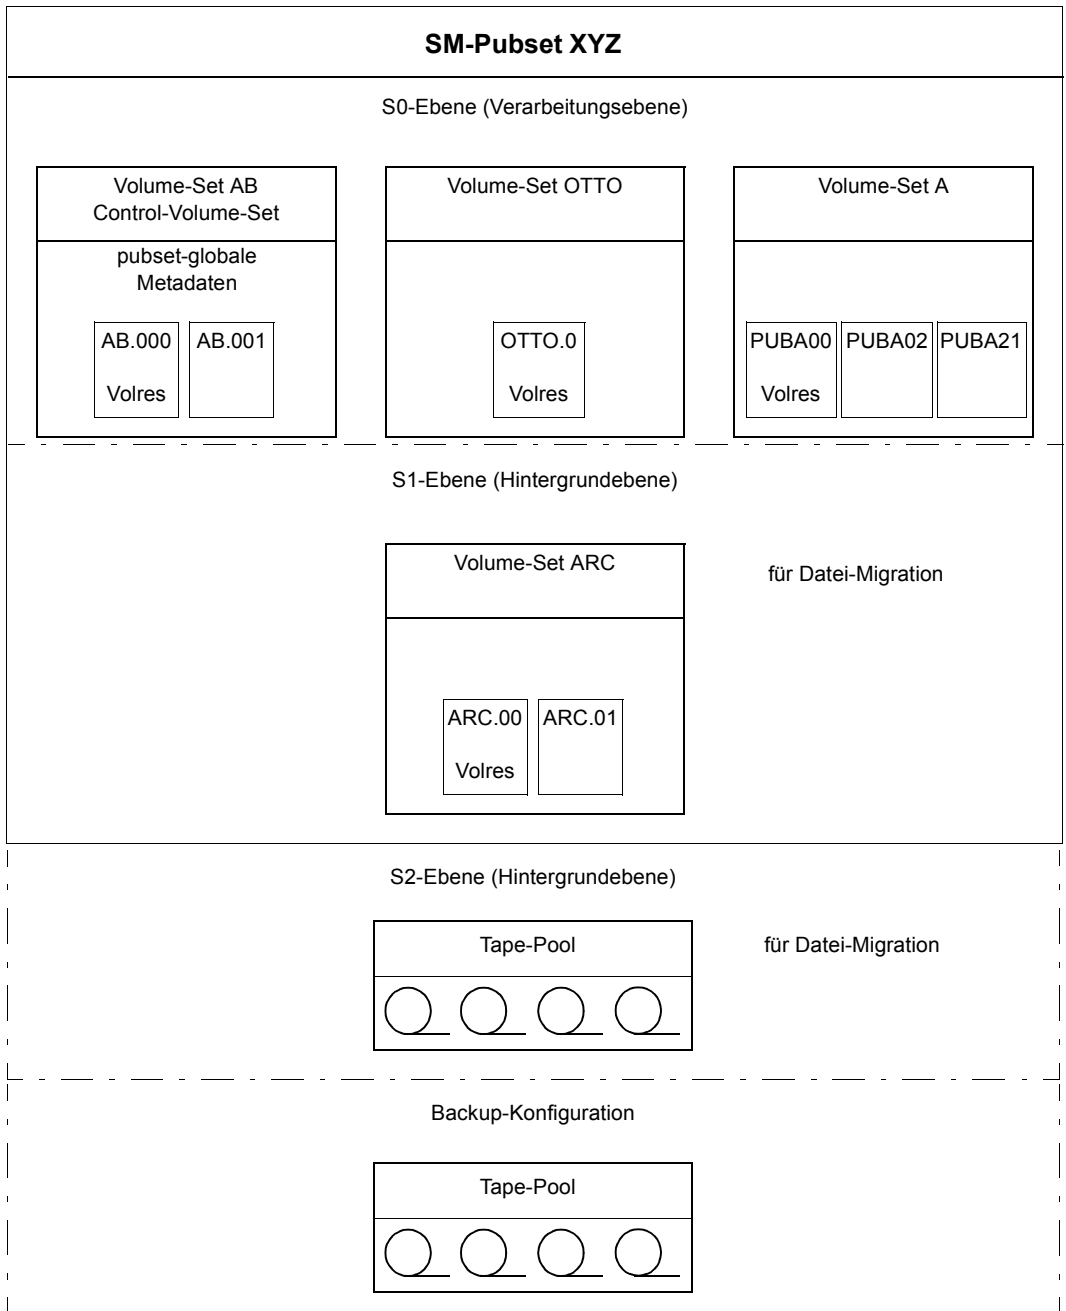 SM-Pubset XYZ
S0-Ebene (Verarbeitungsebene)
Volume-Set AB
Control-Volume-Set
pubset-globale
Metadaten
AB.000
Volres
AB.001
Volume-Set OTTO
OTTO.0
Volres
Volume-Set A
PUBA00
Volres
PUBA02
PUBA21
S1-Ebene (Hintergrundebene)
Volume-Set ARC
ARC.00
Volres
ARC.01
für Datei-Migration
S2-Ebene (Hintergrundebene)
Tape-Pool
für Datei-Migration
Backup-Konfiguration
Tape-Pool